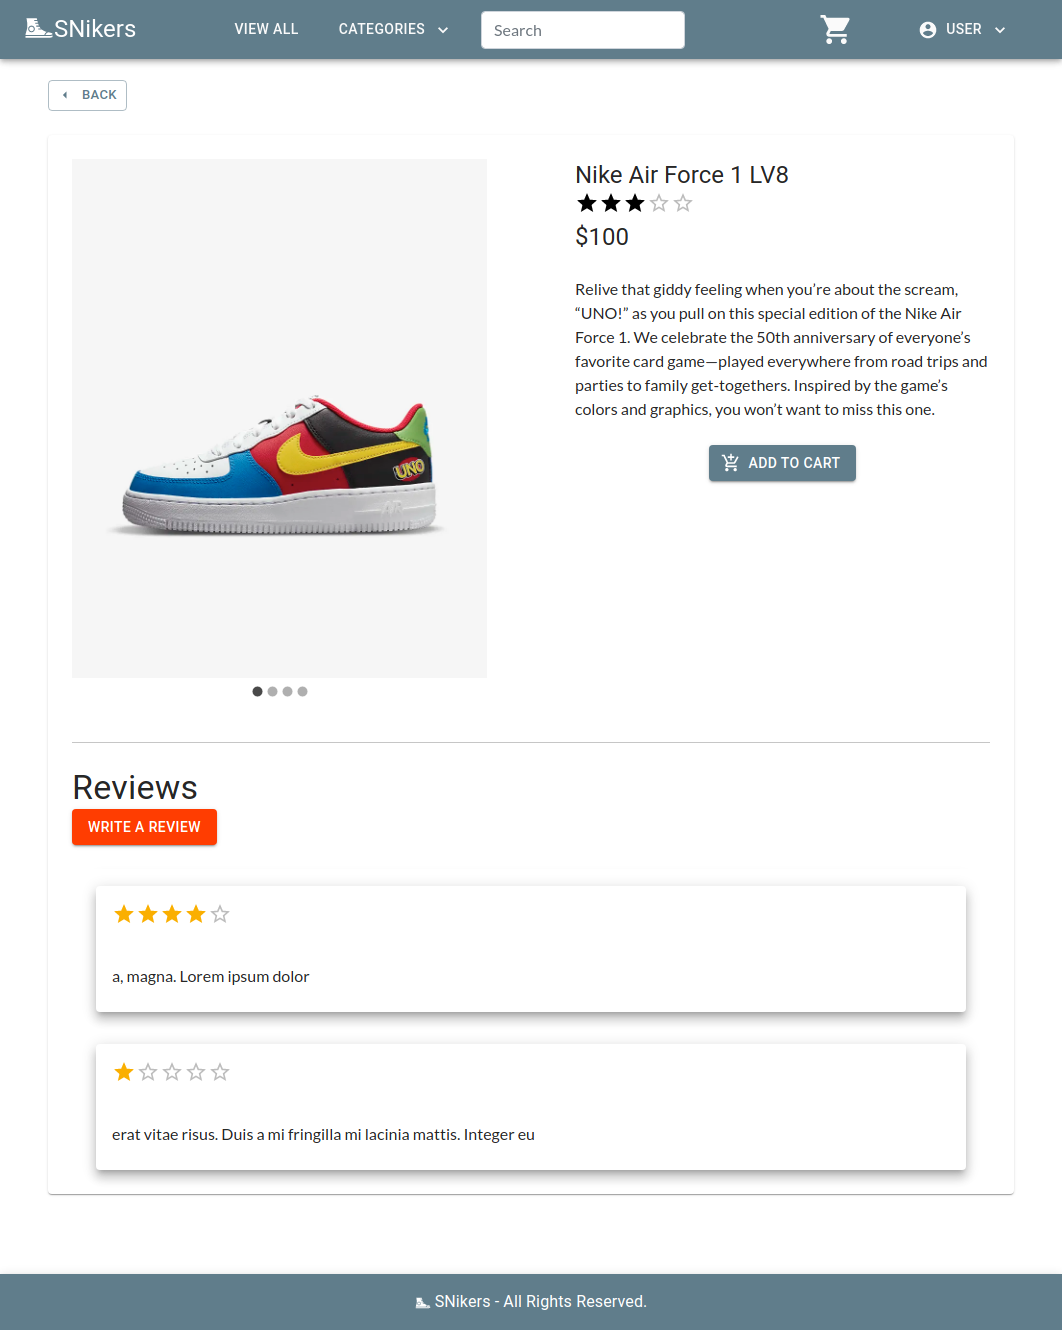 SNikers
VIEW ALL
CATEGORIES
Search
USER
BACK
Nike Air Force 1 LV8
$100
Relive that giddy feeling when you’re about the scream,
“UNO!” as you pull on this special edition of the Nike Air
Force 1. We celebrate the 50th anniversary of everyone’s
favorite card game—played everywhere from road trips and
parties to family get-togethers. Inspired by the game’s
colors and graphics, you won’t want to miss this one.
UNO
ADD TO CART
Reviews
WRITE A REVIEW
a, magna. Lorem ipsum dolor
erat vitae risus. Duis a mi fringilla mi lacinia mattis. Integer eu
SNikers - All Rights Reserved.